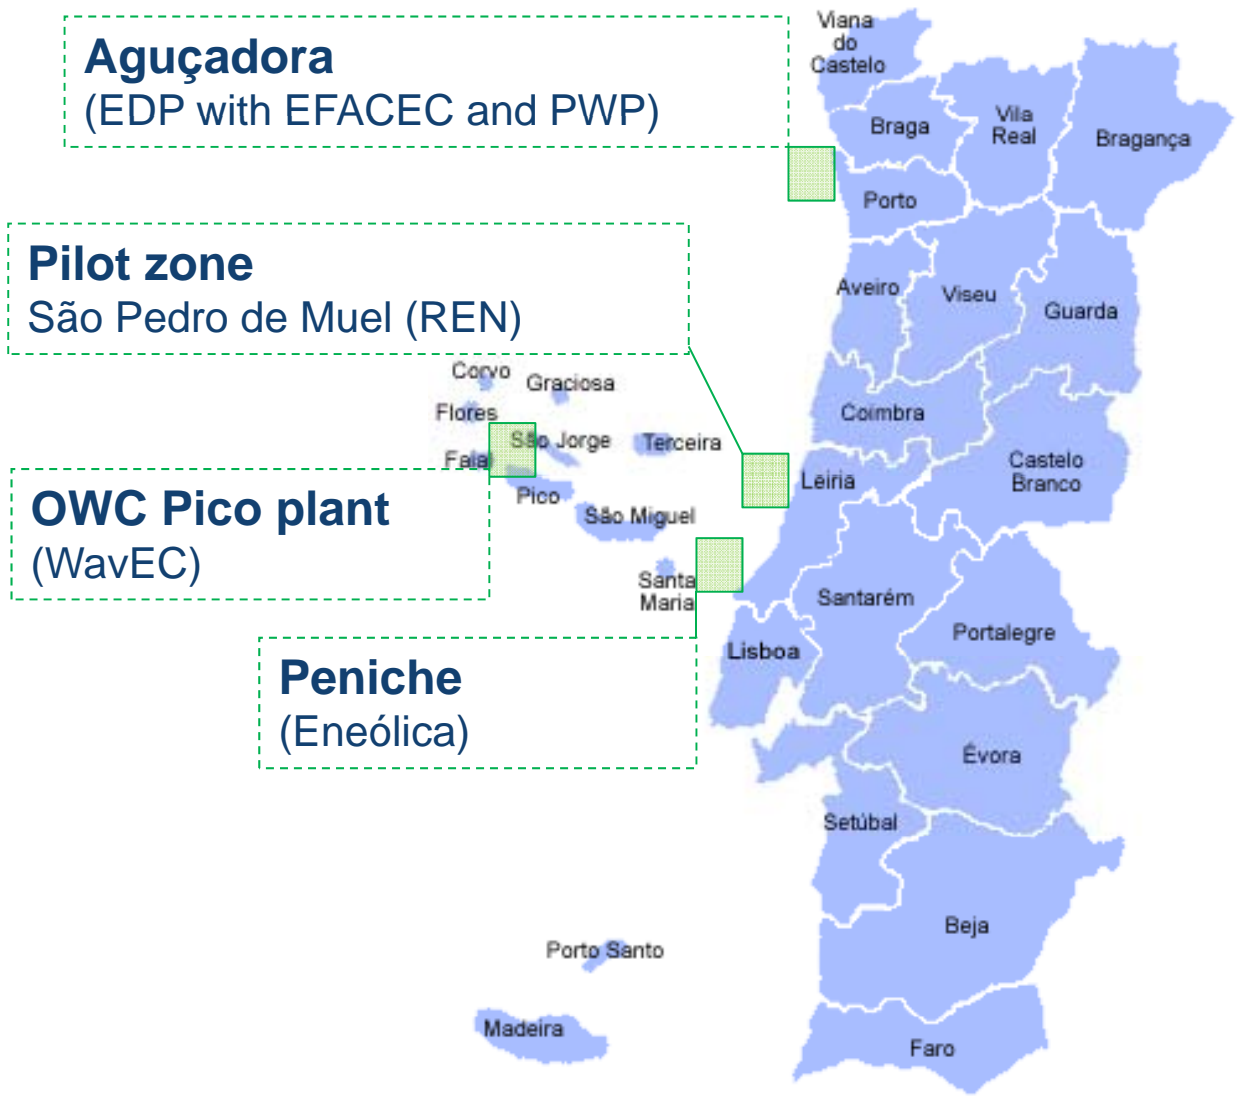 Aguçadora
(EDP with EFACEC and PWP)
Pilot zone
São Pedro de Muel (REN)
OWC Pico plant
(WavEC)
Peniche
(Eneólica)
Viana
do
Castelo
Braga
Vila
Real
Bragança
Porto
Aveiro
Viseu
Guarda
Coimbra
Leiria
Castelo
Branco
Santarém
Portalegre
Lisboa
Évora
Setúbal
Beja
Faro
Corvo
Graciosa
Flores
São Jorge
Terceira
Faial
Pico
São Miguel
Santa
Maria
Porto Santo
Madeira